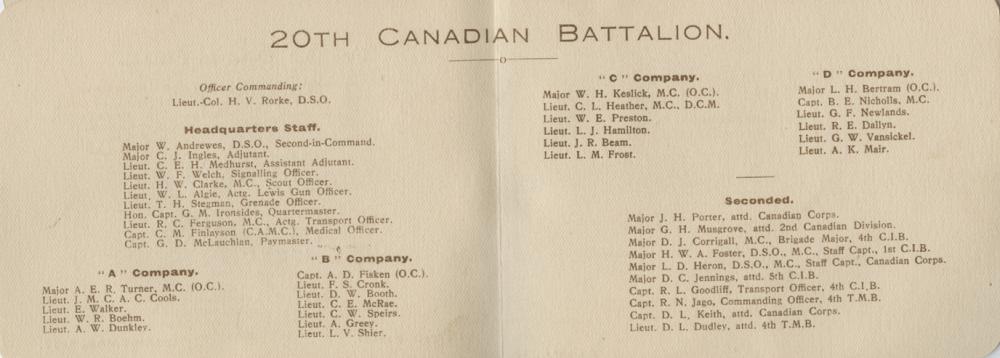 20TH CANADIAN BATTALION.
Officer Commanding:
Lieut.-Col. H. V. Rorke, D.S.O.
Headquarters Staff.
Major W. Andrewes, D.S.O., Second-in-Command.
Major C. J. Ingles, Adjutant.
Lieut. C. E. H. Medhurst, Assistant Adjutant.
Lieut. W. F. Welch, Signalling Officer.
Lieut. H. W. Clarke, M.C., Scout Officer.
Lieut. W. L. Algie, Actg. Lewis Gun Officer.
Lieut. T. H. Stegman, Grenade Officer.
Hon. Capt. G. M. Ironsides, Quartermaster.
Lieut. R. C. Ferguson, M.C., Actg. Transport Officer.
Capt. C. M. Finlayson (C.A.M.C.), Medical Officer.
Capt. G. D. McLauchlan, Paymaster.
"A" Company.
Major A. E. R. Turner, M.C. (O.C.).
Lieut. J. M. C. A. C. Cools.
Lieut. E. Walker.
Lieut. W. R. Boehm.
Lieut. A. W. Dunkley.
"B" Company.
Capt. A. D. Fisken (O.C.).
Lieut. F. S. Cronk.
Lieut. D. W. Booth.
Lieut. C. E. McRae.
Lieut. C. W. Speirs.
Lieut. A. Greey.
Lieut. L. V. Shier.
"C" Company.
Major W. H. Keslick, M.C. (O.C.).
Lieut. C. L. Heather, M.C., D.C.M.
Lieut. W. E. Preston.
Lieut. L. J. Hamilton.
Lieut. J. R. Beam.
Lieut. L. M. Frost.
"D" Company.
Major L. H. Bertram (O.C.).
Capt. B. E. Nicholls, M.C.
Lieut. G. F. Newlands.
Lieut. R. E. Dallyn.
Lieut. G. W. Vansickel.
Lieut. A. K. Mair.
Seconded.
Major J. H. Porter, attd. Canadian Corps.
Major G. H. Musgrove, attd. 2nd Canadian Division.
Major D. J. Corrigall, M.C., Brigade Major, 4th C.I.B.
Major H. W. A. Foster, D.S.O., M.C., Staff Capt., 1st C.I.B.
Major L. D. Heron, D.S.O., M.C., Staff Capt., Canadian Corps.
Major D. C. Jennings, attd. 5th C.I.B.
Capt. R. L. Goodliff, Transport Officer, 4th C.I.B.
Capt. R. N. Jago, Commanding Officer, 4th T.M.B.
Capt. D. L. Keith, attd. Canadian Corps.
Lieut. D. L. Dudley, attd. 4th T.M.B.